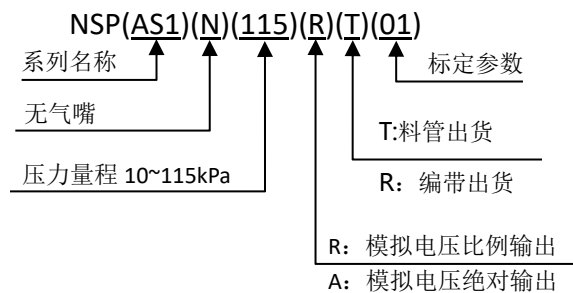 NSP(AS1)(N)(115)(R)(T)(01)
系列名称
标定参数
无气嘴
T:料管出货
压力量程 10~115kPa
R：编带出货
R：模拟电压比例输出
A：模拟电压绝对输出